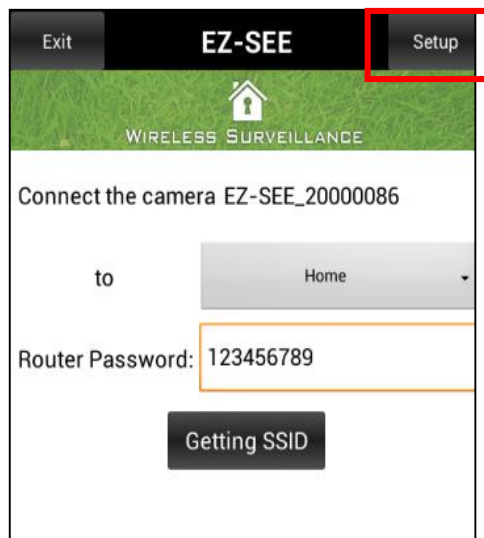 Exit EZ-SEE Setup
WIRELESS SURVEILLANCE
Connect the camera EZ-SEE_20000086
to Home
Router Password: 123456789
Getting SSID